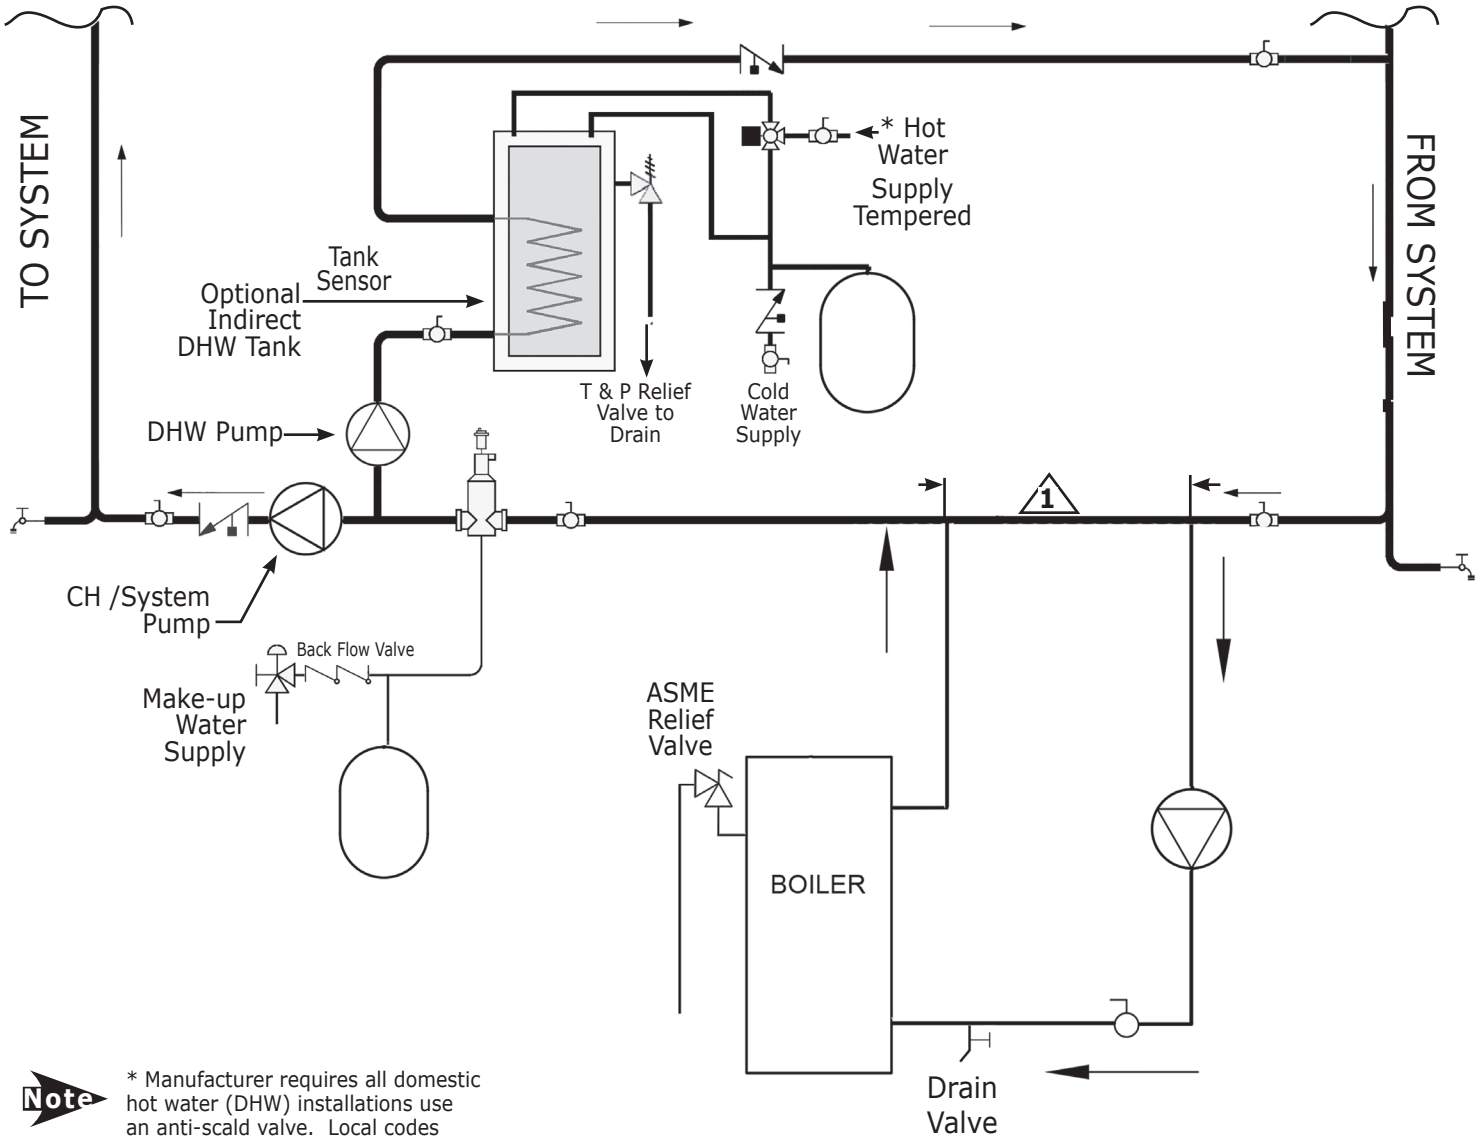 TO SYSTEM
FROM SYSTEM
* Hot
Water
Supply
Tempered
Tank
Sensor
Optional
Indirect
DHW Tank
T & P Relief
Valve to
Drain
Cold
Water
Supply
DHW Pump
1
CH /System
Pump
Back Flow Valve
Make-up
Water
Supply
ASME
Relief
Valve
BOILER
Drain
Valve
Note
* Manufacturer requires all domestic
hot water (DHW) installations use
an anti-scald valve.  Local codes